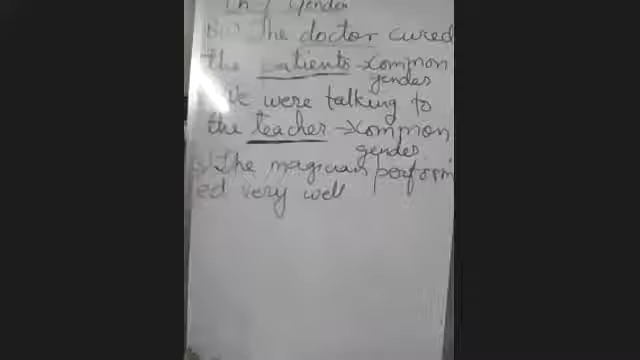 Ch - 7 Gender
The doctor cured
the patients → common
gender
We were talking to
the teacher → common
gender
The magician perform
ed very well